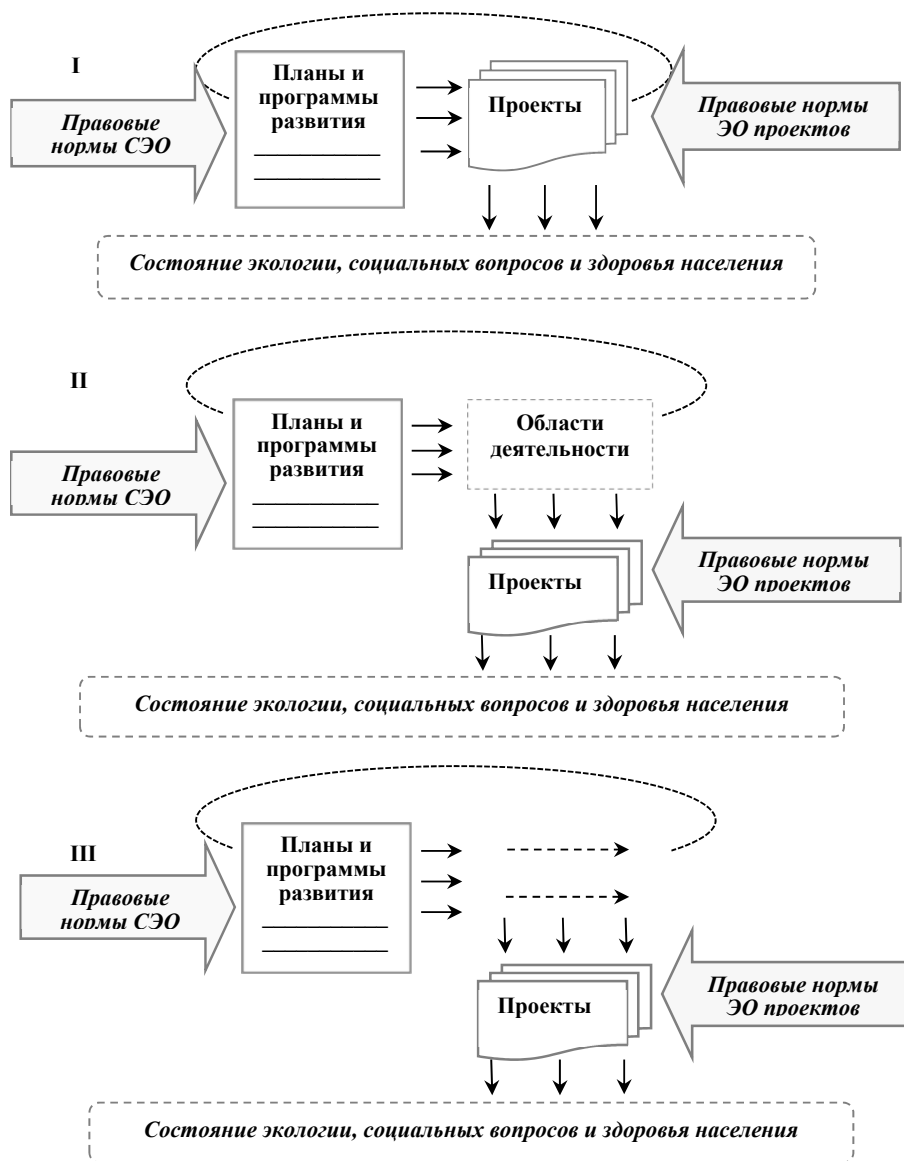 I
Планы и
программы
развития
Проекты
Правовые
нормы СЭО
Правовые нормы
ЭО проектов
Состояние экологии, социальных вопросов и здоровья населения
II
Планы и
программы
развития
Области
деятельности
Правовые
нормы СЭО
Проекты
Правовые нормы
ЭО проектов
Состояние экологии, социальных вопросов и здоровья населения
III
Планы и
программы
развития
Правовые
нормы СЭО
Проекты
Правовые нормы
ЭО проектов
Состояние экологии, социальных вопросов и здоровья населения